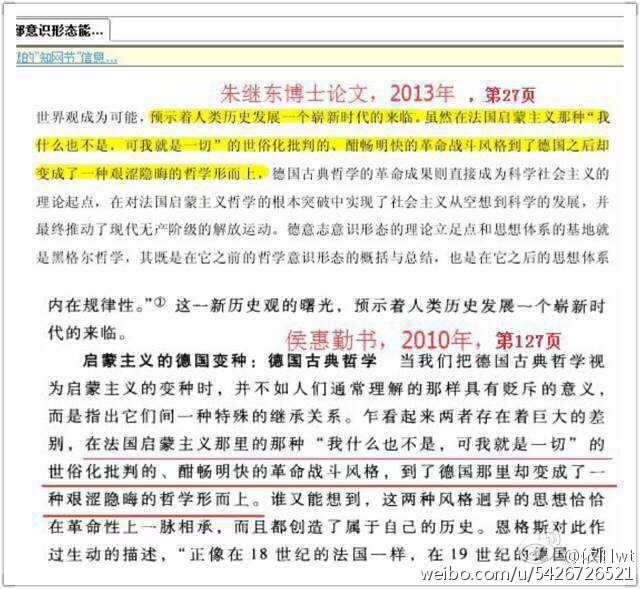 部意识形态能...
的"知网节"信息...
朱继东博士论文，2013年 ，第27页
世界观成为可能，预示着人类历史发展一个崭新时代的来临。虽然在法国启蒙主义那种“我
什么也不是，可我就是一切”的世俗化批判的、酣畅明快的革命战斗风格到了德国之后却
变成了一种艰涩隐晦的哲学形而上，德国古典哲学的革命成果则直接成为科学社会主义的
理论起点，在对法国启蒙主义哲学的根本突破中实现了社会主义从空想到科学的发展，并
最终推动了现代无产阶级的解放运动。德意志意识形态的理论立足点和思想体系的基地就
是黑格尔哲学，其既是在它之前的哲学意识形态的概括与总结，也是在它之后的思想体系
内在规律性。”① 这一新历史观的曙光，预示着人类历史发展一个崭新时
代的来临。
侯惠勤书，2010年，第127页
启蒙主义的德国变种：德国古典哲学 当我们把德国古典哲学视
为启蒙主义的变种时，并不如人们通常理解的那样具有贬斥的意义，
而是指出它们间一种特殊的继承关系。乍看起来两者存在着巨大的差
别，在法国启蒙主义那里的那种“我什么也不是，可我就是一切”的
世俗化批判的、酣畅明快的革命战斗风格，到了德国那里却变成了一
种艰涩隐晦的哲学形而上。谁又能想到，这两种风格迥异的思想恰恰
在革命性上一脉相承，而且都创造了属于自己的历史。恩格斯对此作
过生动的描述，“正像在 18 世纪的法国一样，在 19 世纪的德国，哲
weibo.com/u/5426726521